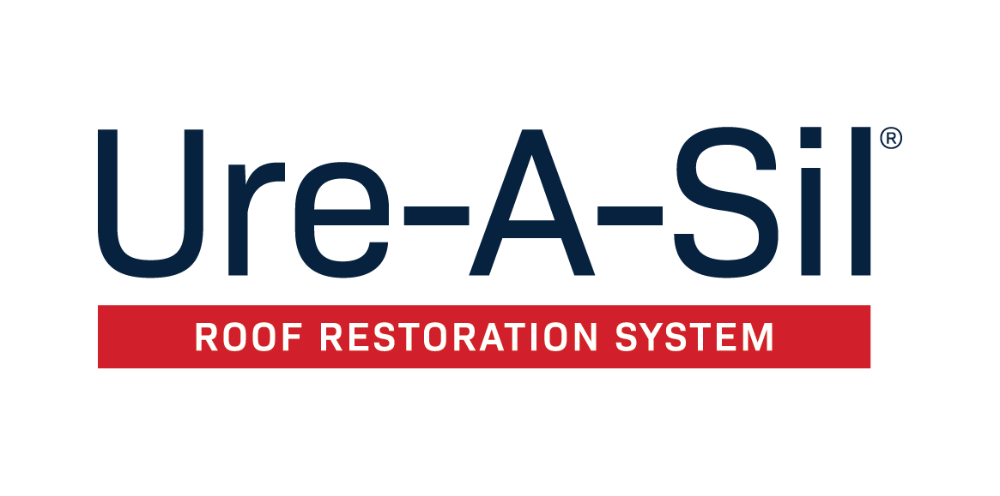 Ure-A-Sil®
ROOF RESTORATION SYSTEM